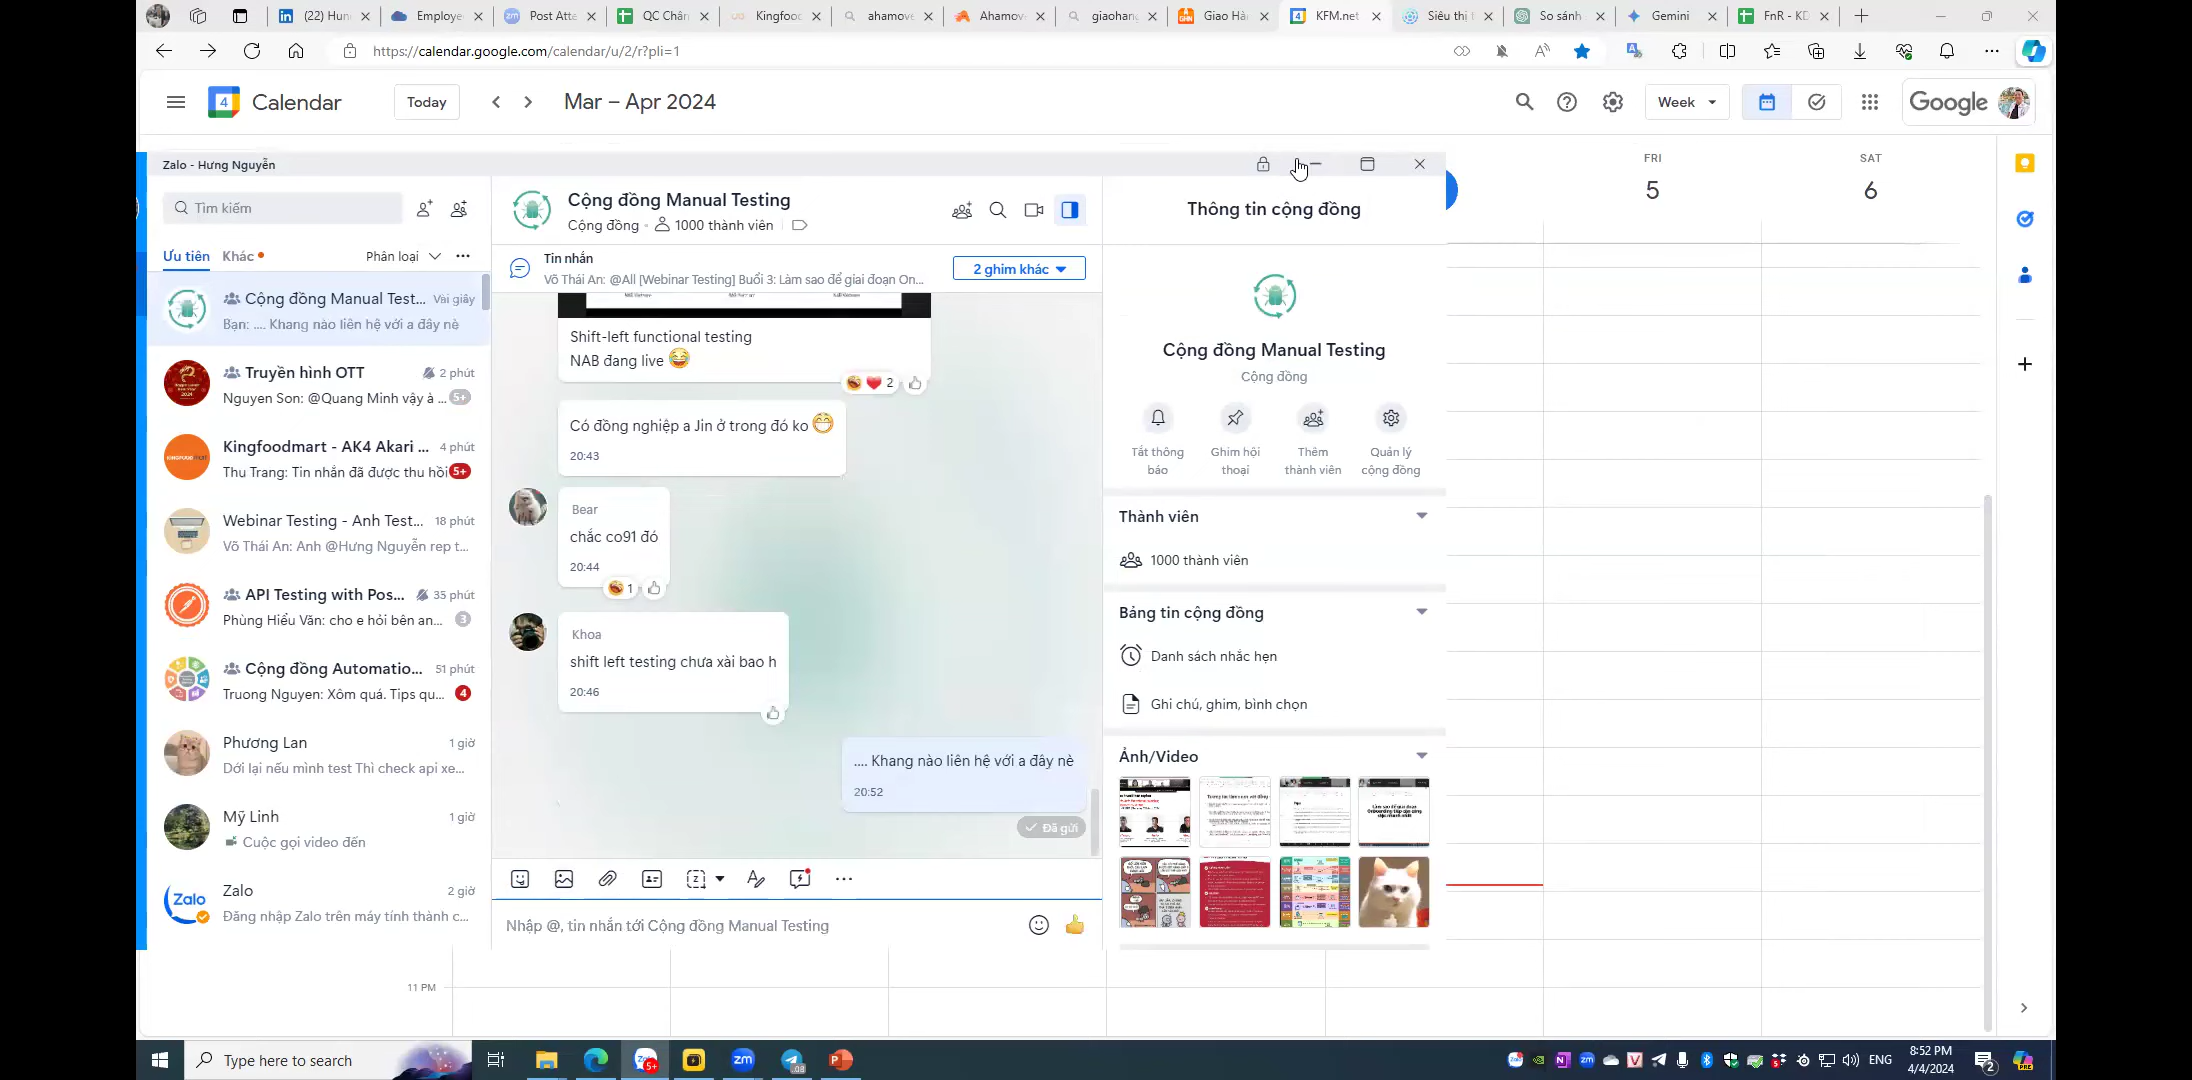 (22) Hun
Employe
Post Atte
QC Chân
Kingfooc
ahamove
Ahamov
giaohan
Giao Hà
KFM.net
Siêu thị t
So sánh
Gemini
FnR - KD
https://calendar.google.com/calendar/u/2/r?pli=1
Calendar
Today
Mar – Apr 2024
Week
Google
FRI
5
SAT
6
11 PM
Zalo - Hưng Nguyễn
Tìm kiếm
Ưu tiên
Khác
Phân loại
Cộng đồng Manual Test...
Vài giây
Bạn: .... Khang nào liên hệ với a đây nè
Truyền hình OTT
2 phút
Nguyen Son: @Quang Minh vậy à ...
5+
Kingfoodmart - AK4 Akari ...
4 phút
Thu Trang: Tin nhắn đã được thu hồi
5+
Webinar Testing - Anh Test...
18 phút
Võ Thái An: Anh @Hưng Nguyễn rep t...
API Testing with Pos...
35 phút
Phùng Hiểu Văn: cho e hỏi bên an...
3
Cộng đồng Automatio...
51 phút
Truong Nguyen: Xôm quá. Tips qu...
4
Phương Lan
1 giờ
Dới lại nếu mình test Thì check api xe...
Mỹ Linh
1 giờ
Cuộc gọi video đến
Zalo
Zalo
2 giờ
Đăng nhập Zalo trên máy tính thành c...
Cộng đồng Manual Testing
Cộng đồng
1000 thành viên
Tin nhắn
Võ Thái An: @All [Webinar Testing] Buổi 3: Làm sao để giai đoạn On...
2 ghim khác
Shift-left functional testing
NAB đang live
2
Có đồng nghiệp a Jin ở trong đó ko
20:43
Bear
chắc co91 đó
20:44
1
Khoa
shift left testing chưa xài bao h
20:46
.... Khang nào liên hệ với a đây nè
20:52
Đã gửi
Nhập @, tin nhắn tới Cộng đồng Manual Testing
Thông tin cộng đồng
Cộng đồng Manual Testing
Cộng đồng
Tắt thông
báo
Ghim hội
thoại
Thêm
thành viên
Quản lý
cộng đồng
Thành viên
1000 thành viên
Bảng tin cộng đồng
Danh sách nhắc hẹn
Ghi chú, ghim, bình chọn
Ảnh/Video
Type here to search
5+
zm
.08
ENG
8:52 PM
4/4/2024
2